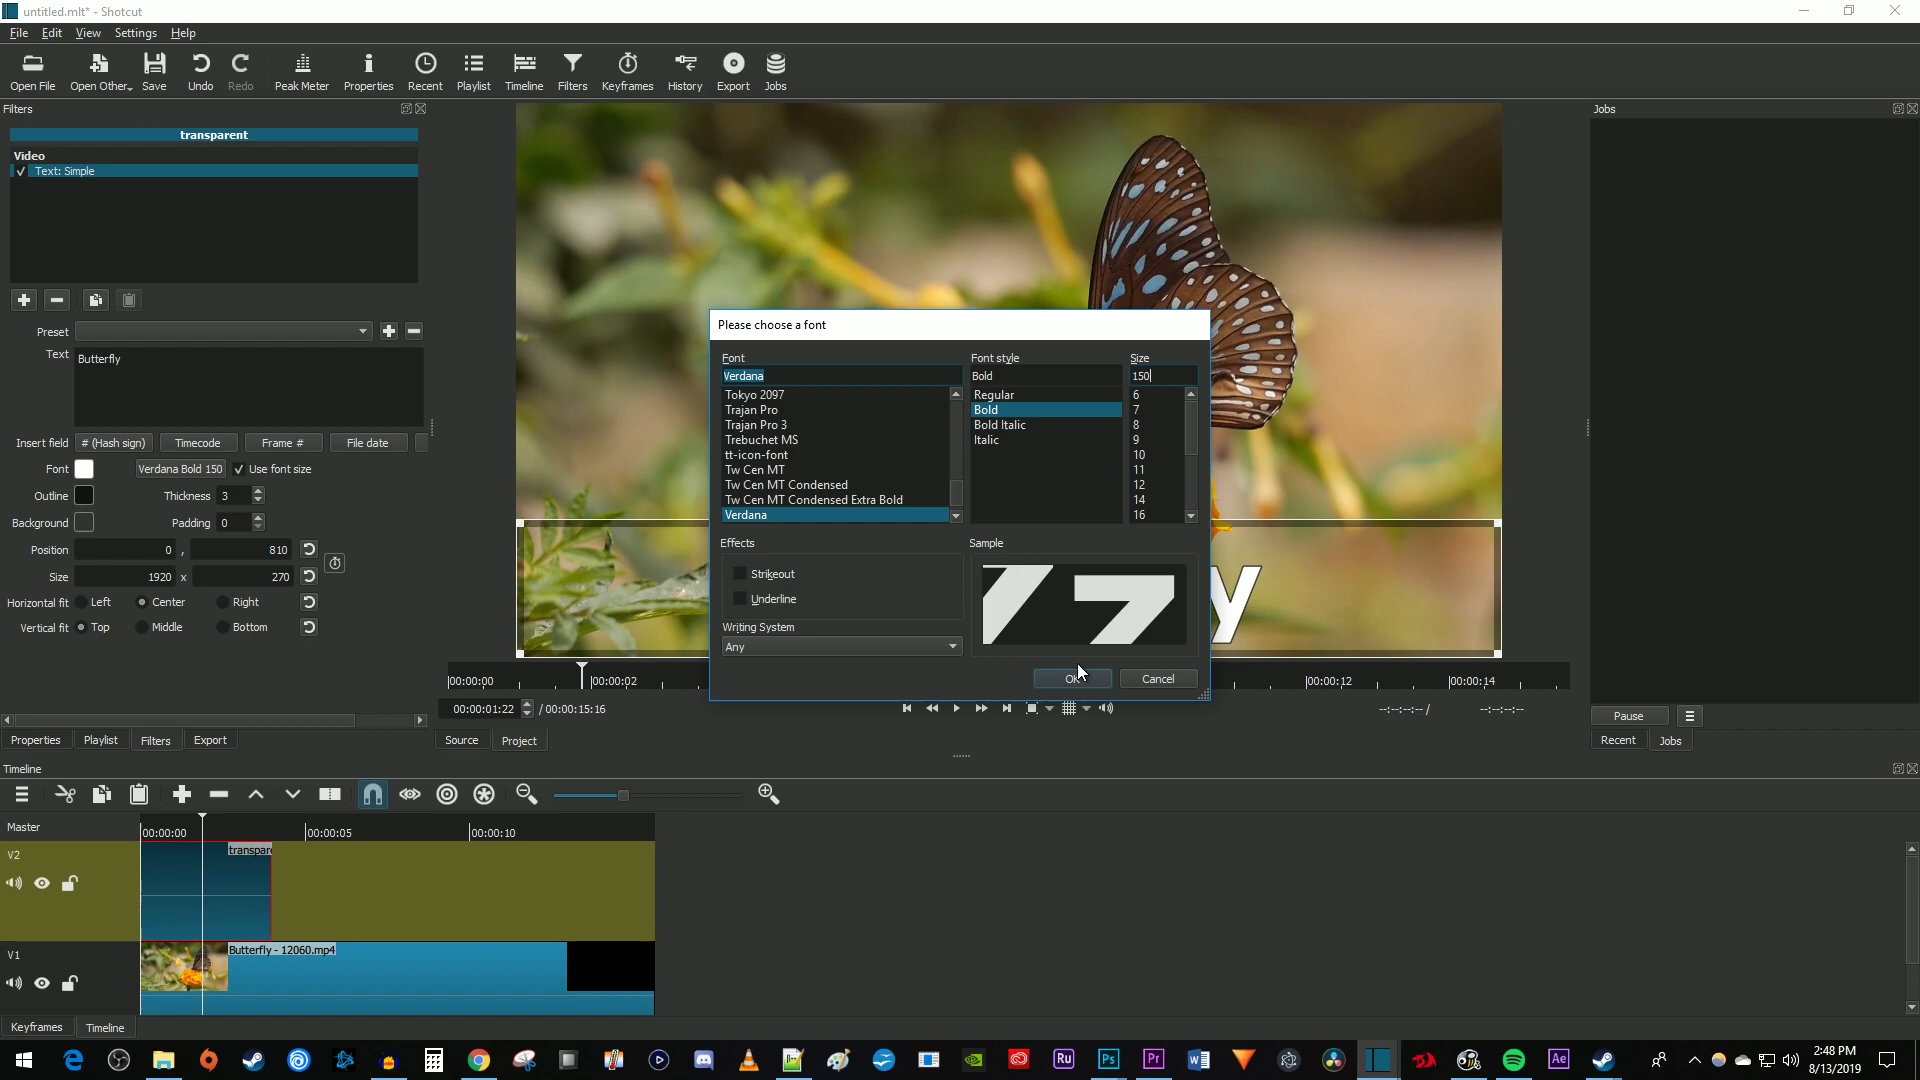 untitled.mlt* - Shotcut
File Edit View Settings Help
Open File Open Other... Save Undo Redo Peak Meter Properties Recent Playlist Timeline Filters Keyframes History Export Jobs
Filters
transparent
Video
Text: Simple
Preset
Text
Butterfly
Insert field # (Hash sign) Timecode Frame # File date
Font Verdana Bold 150 Use font size
Outline Thickness 3
Background Padding 0
Position 0 , 810
Size 1920 x 270
Horizontal fit Left Center Right
Vertical fit Top Middle Bottom
Properties Playlist Filters Export
Please choose a font
Font Font style Size
Verdana Bold 150
Tokyo 2097 Regular 6
Trajan Pro Bold 7
Trajan Pro 3 Bold Italic 8
Trebuchet MS Italic 9
tt-icon-font 10
Tw Cen MT 11
Tw Cen MT Condensed 12
Tw Cen MT Condensed Extra Bold 14
Verdana 16
Effects Sample
Strikeout
Underline
Writing System
Any
OK Cancel
y
00:00:00 00:00:02 00:00:12 00:00:14
00:00:01:22 / 00:00:15:16 --:--:--:-- / --:--:--:--
Source Project
Jobs
Pause
Recent Jobs
Timeline
Master 00:00:00 00:00:05 00:00:10
V2 transpare
V1 Butterfly - 12060.mp4
Keyframes Timeline
Ru Ps Pr W Ae
2:48 PM
8/13/2019